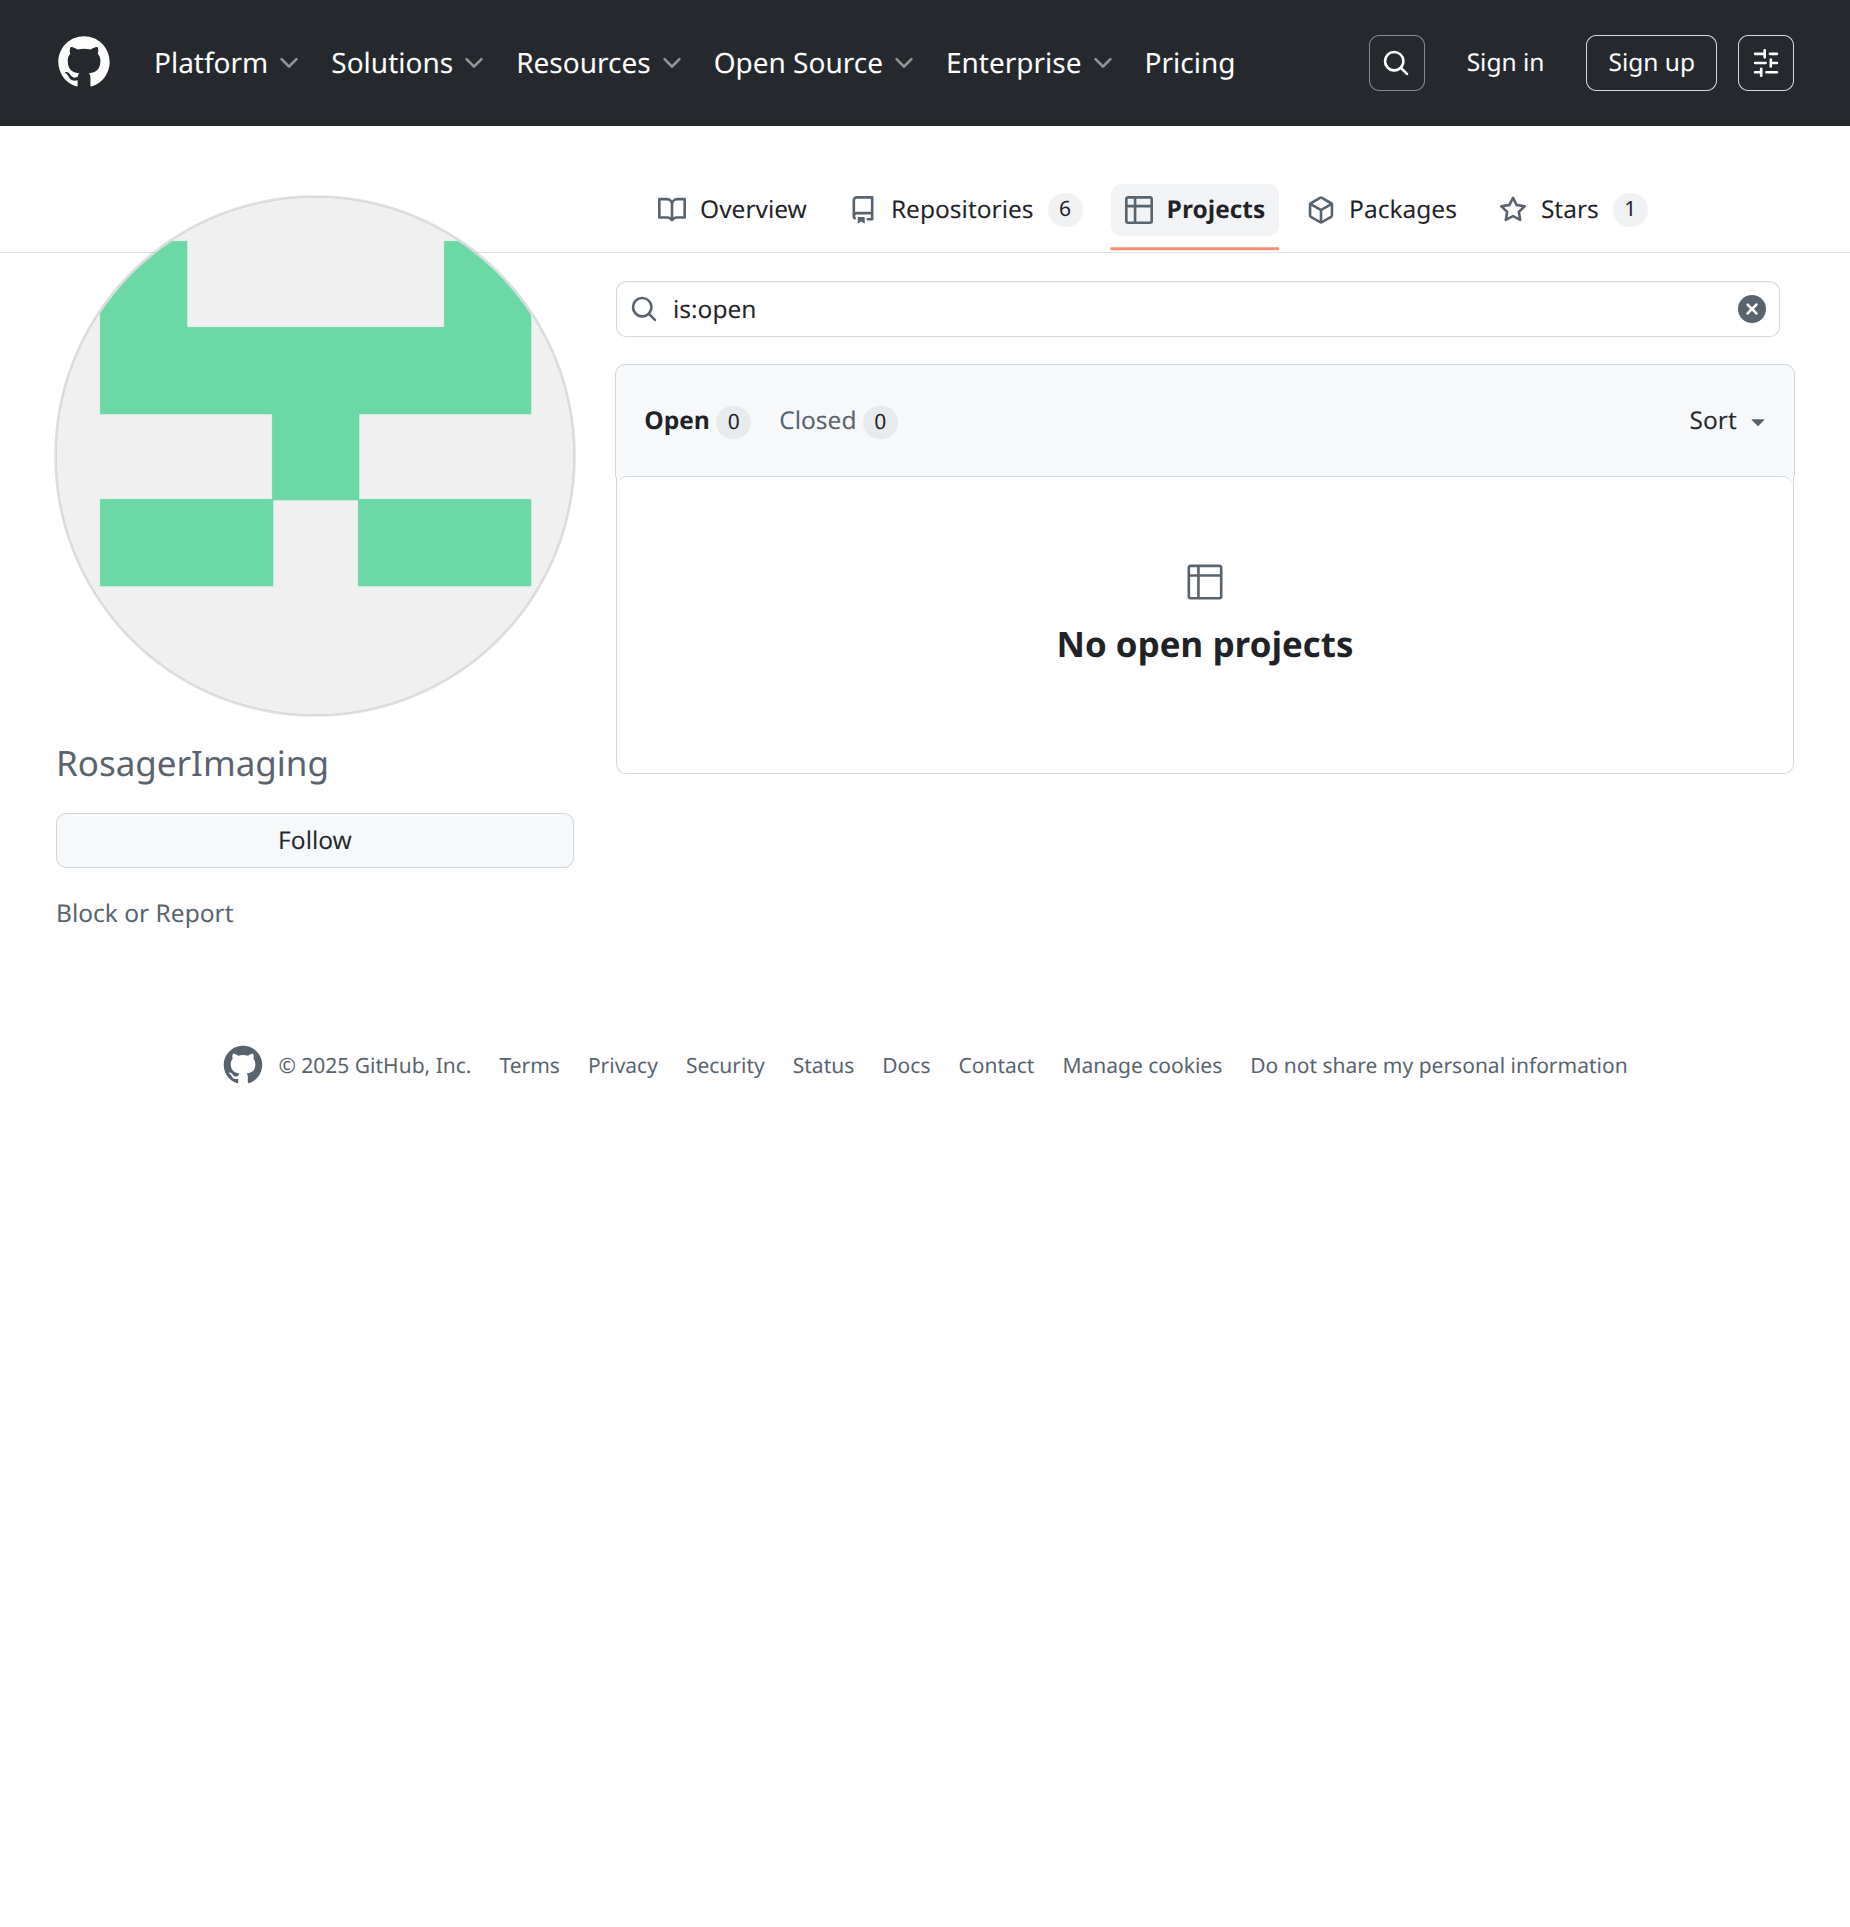 Platform Solutions Resources Open Source Enterprise Pricing Sign in Sign up
Overview Repositories 6 Projects Packages Stars 1
is:open
Open 0 Closed 0 Sort
No open projects
RosagerImaging
Follow
Block or Report
© 2025 GitHub, Inc. Terms Privacy Security Status Docs Contact Manage cookies Do not share my personal information